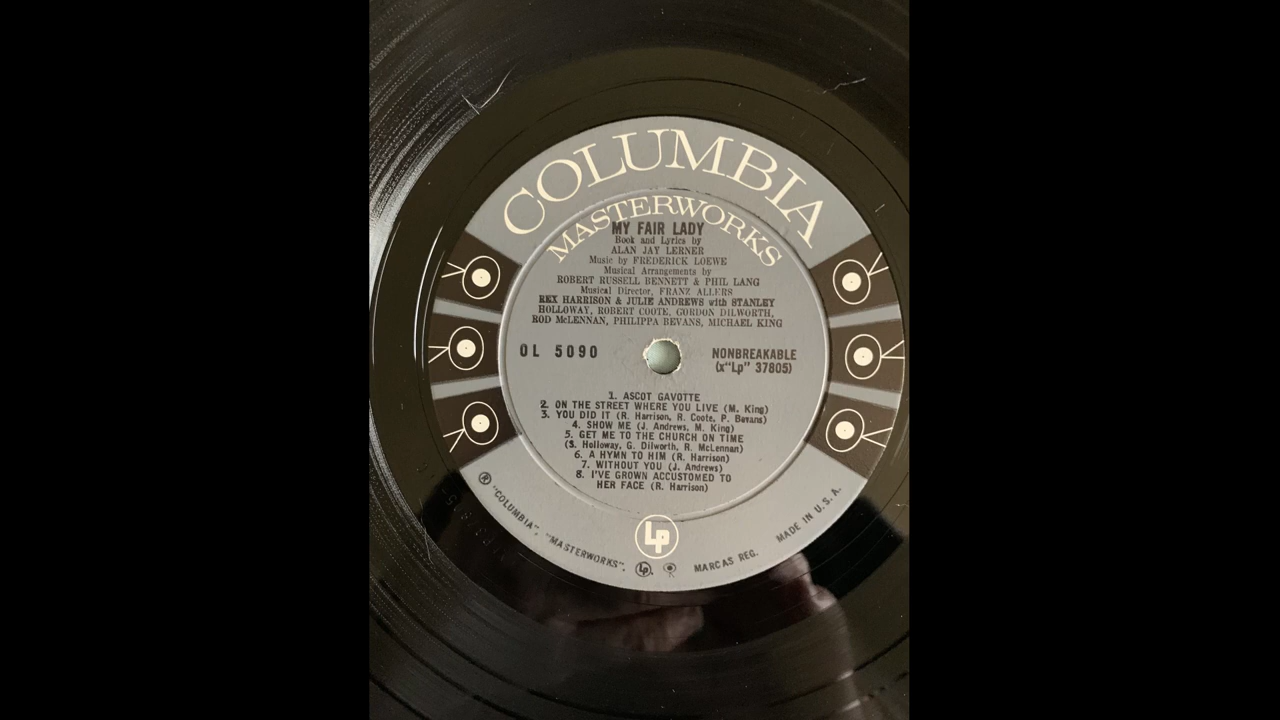 COLUMBIA
MASTERWORKS
MY FAIR LADY
Book and Lyrics by
ALAN JAY LERNER
Music by FREDERICK LOEWE
Musical Arrangements by
ROBERT RUSSELL BENNETT & PHIL LANG
Musical Director, FRANZ ALLERS
REX HARRISON & JULIE ANDREWS with STANLEY
HOLLOWAY, ROBERT COOTE, GORDON DILWORTH,
ROD McLENNAN, PHILIPPA BEVANS, MICHAEL KING
OL 5090
NONBREAKABLE
(x"Lp" 37805)
1. ASCOT GAVOTTE
2. ON THE STREET WHERE YOU LIVE (M. King)
3. YOU DID IT (R. Harrison, R. Coote, P. Bevans)
4. SHOW ME (J. Andrews, M. King)
5. GET ME TO THE CHURCH ON TIME
(S. Holloway, G. Dilworth, R. McLennan)
6. A HYMN TO HIM (R. Harrison)
7. WITHOUT YOU (J. Andrews)
8. I'VE GROWN ACCUSTOMED TO
HER FACE (R. Harrison)
Lp
® "COLUMBIA", "MASTERWORKS", Lp, MARCAS REG. MADE IN U.S.A.